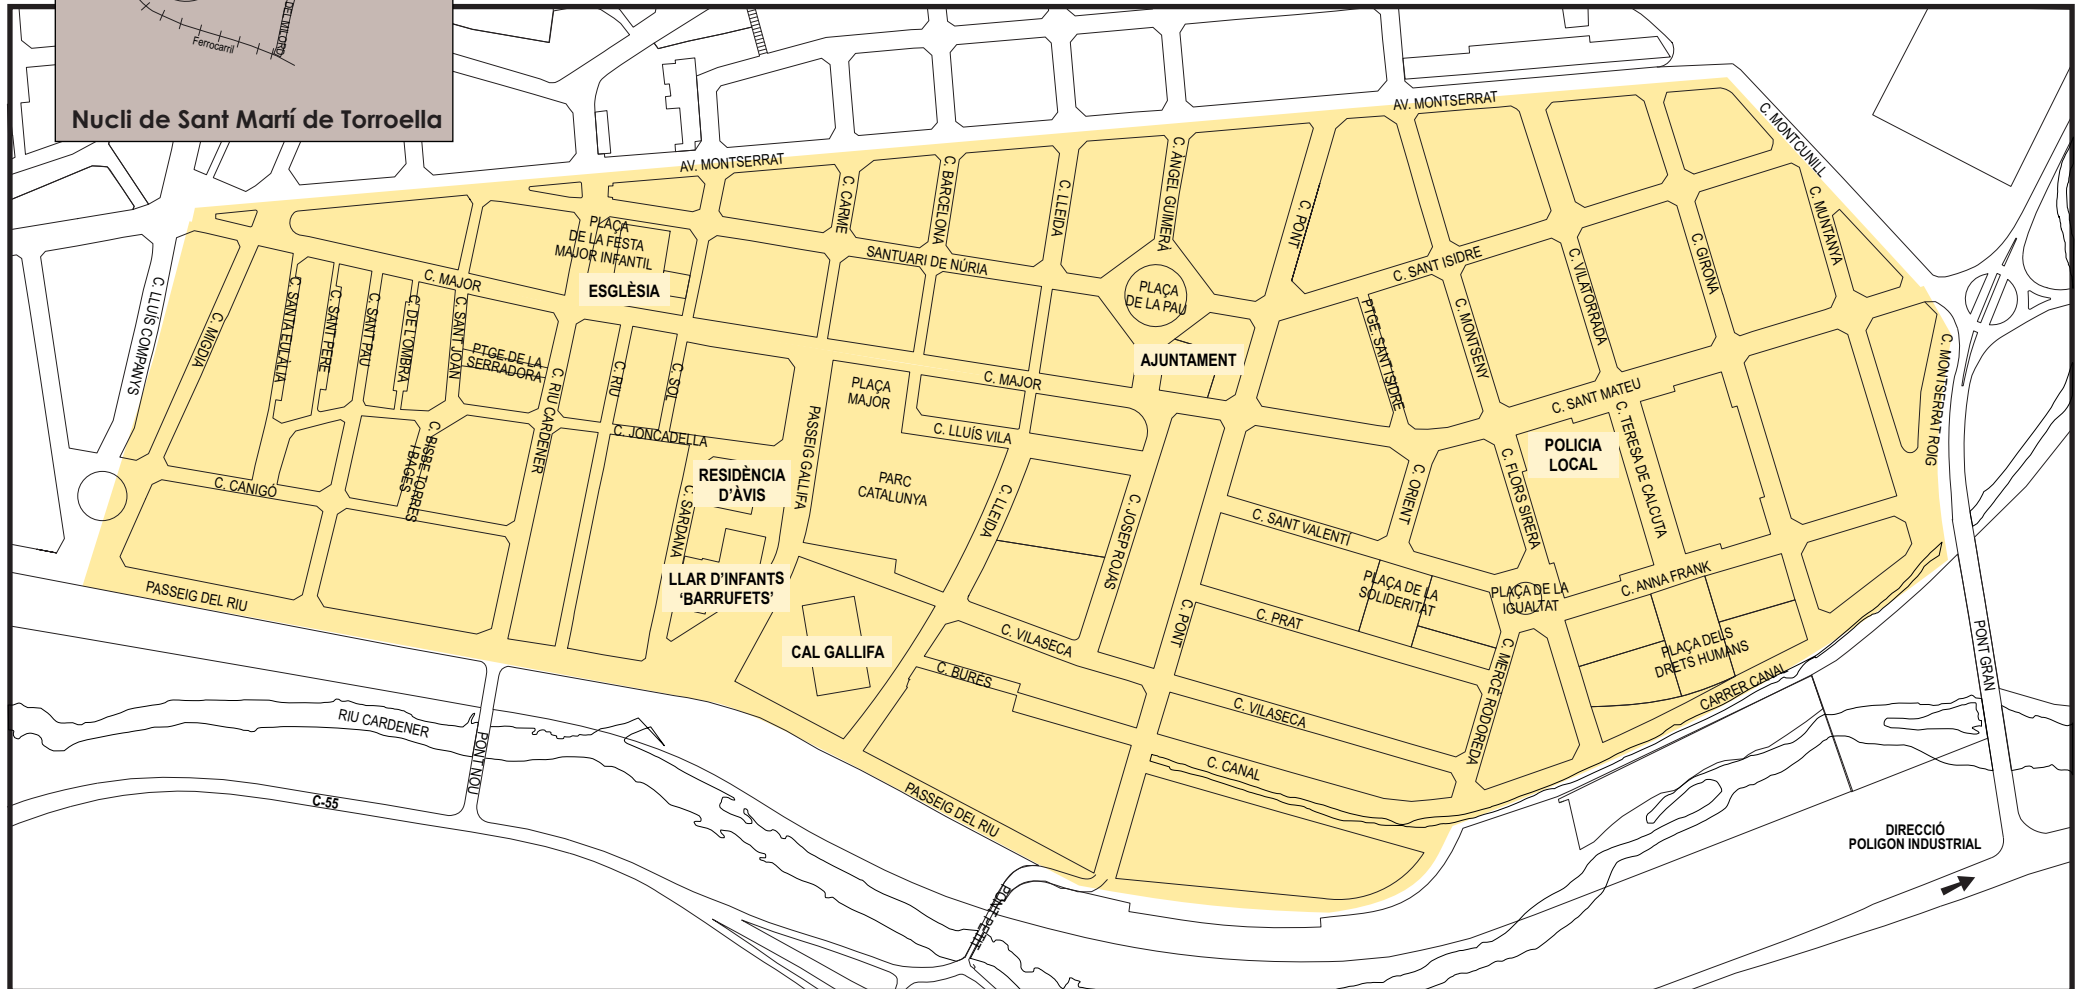 DEL MILORD
Ferrocarril
Nucli de Sant Martí de Torroella
AV. MONTSERRAT
AV. MONTSERRAT
C. MONTCUNILL
C. CARME
C. BARCELONA
C. LLEIDA
C. ÀNGEL GUIMERÀ
C. PONT
C. MUNTANYA
C. GIRONA
C. VILATORRADA
C. SANT ISIDRE
PLAÇA
DE LA FESTA
MAJOR INFANTIL
SANTUARI DE NÚRIA
PLAÇA
DE LA PAU
ESGLÈSIA
C. MAJOR
C. LLUÍS COMPANYS
C. MIGDIA
C. SANTA EULÀLIA
C. SANT PERE
C. SANT PAU
C. DE L'OMBRA
C. SANT JOAN
PTGE.DE LA
SERRADORA
C. RIU CARDENER
C. RIU
C. SOL
AJUNTAMENT
PTGE. SANT ISIDRE
C. MONTSENY
C. MONTSERRAT ROIG
C. MAJOR
PLAÇA
MAJOR
C. SANT MATEU
C. LLUÍS VILA
C. JONCADELLA
PASSEIG GALLIFA
C. BISBE TORRES
I BAGES
POLICIA
LOCAL
C. TERESA DE CALCUTA
C. FLORS SIRERA
C. ORIENT
RESIDÈNCIA
D'ÀVIS
PARC
CATALUNYA
C. CANIGÓ
C. SARDANA
C. LLEIDA
C. JOSEP ROJAS
C. SANT VALENTÍ
LLAR D'INFANTS
'BARRUFETS'
PLAÇA DE LA
SOLIDERITAT
PLAÇA DE LA
IGUALTAT
C. ANNA FRANK
PASSEIG DEL RIU
C. PONT
C. PRAT
C. VILASECA
CAL GALLIFA
C. BURES
C. MERCÈ RODOREDA
PLAÇA DELS
DRETS HUMANS
CARRER CANAL
PONT GRAN
RIU CARDENER
PONT NOU
C. VILASECA
C. CANAL
C-55
PASSEIG DEL RIU
PONT PETIT
DIRECCIÓ
POLIGON INDUSTRIAL